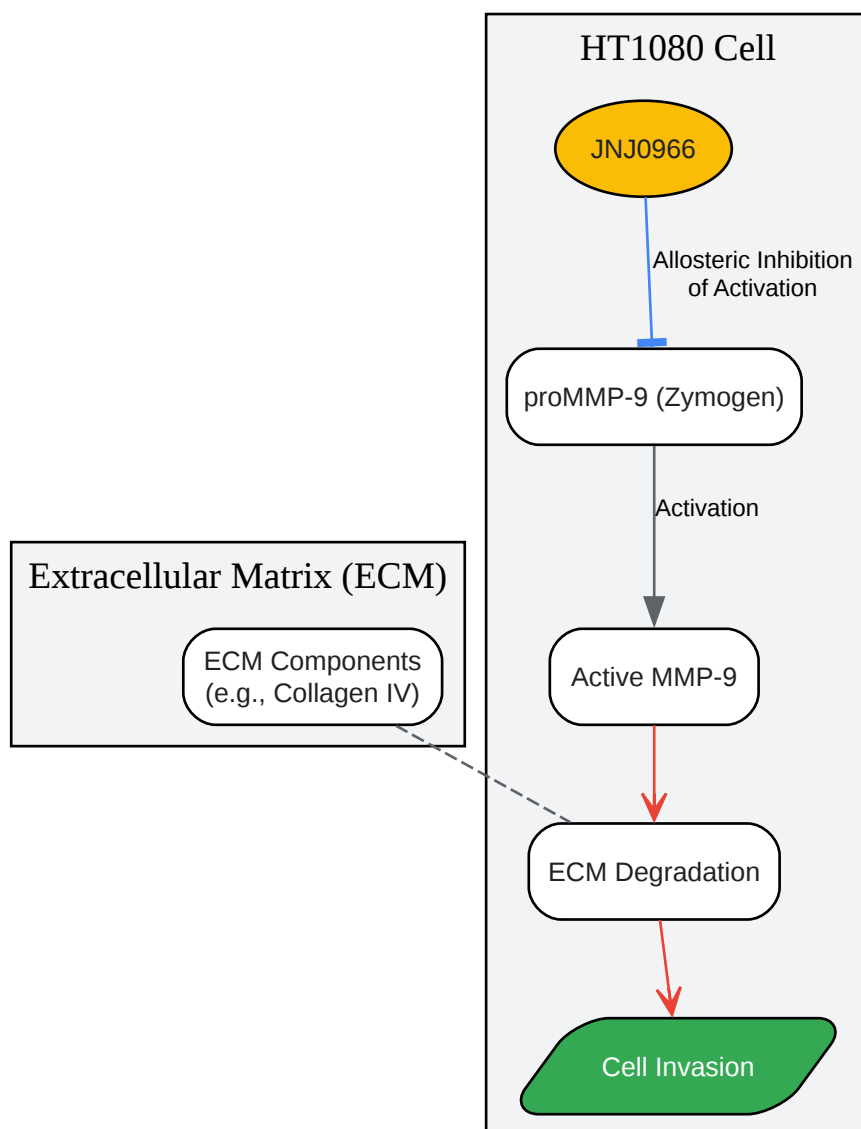 HT1080 Cell
JNJ0966
Allosteric Inhibition
of Activation
proMMP-9 (Zymogen)
Activation
Extracellular Matrix (ECM)
ECM Components
(e.g., Collagen IV)
Active MMP-9
ECM Degradation
Cell Invasion